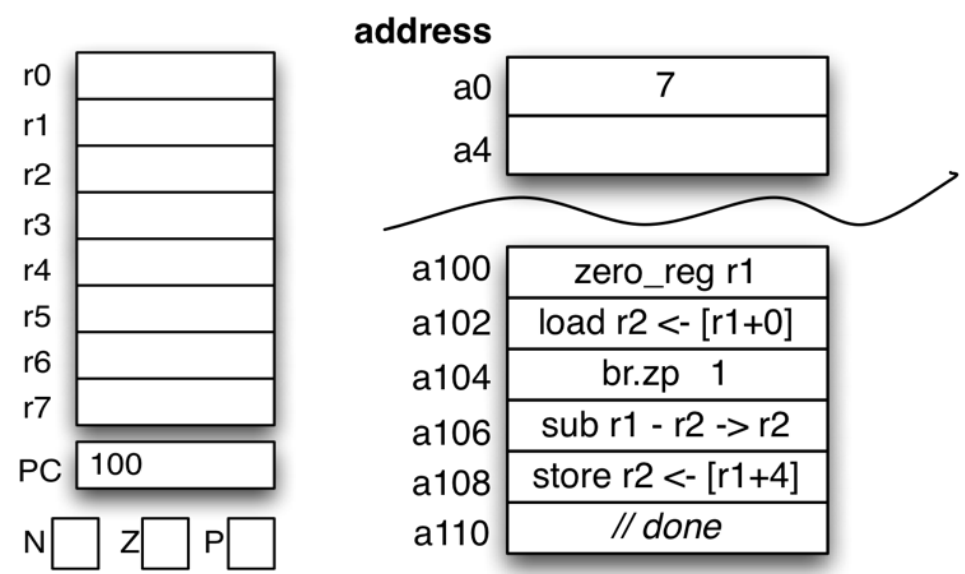 address
r0
r1
r2
r3
r4
r5
r6
r7
PC 100
N Z P
a0 7
a4
a100 zero_reg r1
a102 load r2 <- [r1+0]
a104 br.zp 1
a106 sub r1 - r2 -> r2
a108 store r2 <- [r1+4]
a110 // done